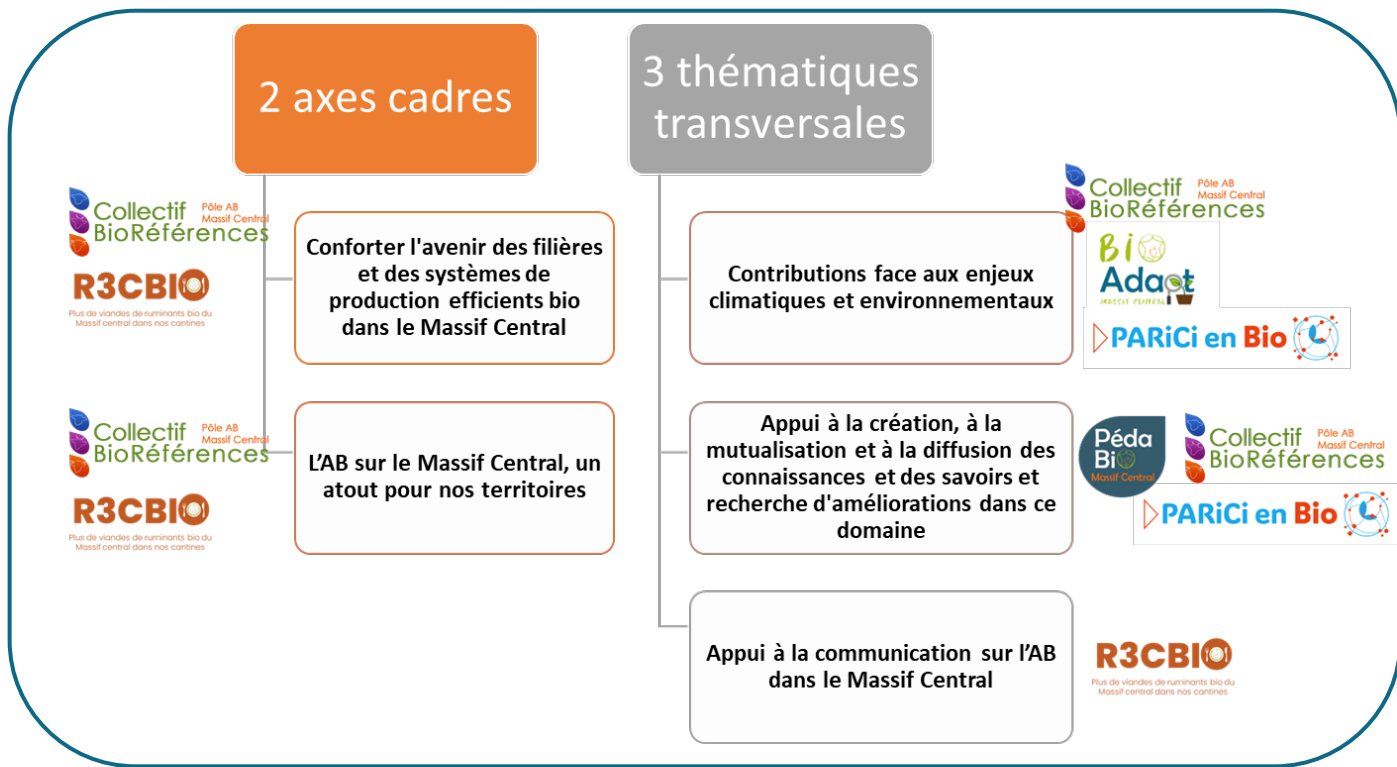 2 axes cadres
3 thématiques
transversales
Collectif
BioRéférences
Pôle AB
Massif Central
R3CBIO
Plus de viandes de ruminants bio du
Massif central dans nos cantines
Conforter l'avenir des filières
et des systèmes de
production efficients bio
dans le Massif Central
Contributions face aux enjeux
climatiques et environnementaux
Collectif
BioRéférences
Pôle AB
Massif Central
BiO
Adapt
MASSIF CENTRAL
PARiCi en Bio
Collectif
BioRéférences
Pôle AB
Massif Central
R3CBIO
Plus de viandes de ruminants bio du
Massif central dans nos cantines
L'AB sur le Massif Central, un
atout pour nos territoires
Appui à la création, à la
mutualisation et à la diffusion des
connaissances et des savoirs et
recherche d'améliorations dans ce
domaine
Péda
BiO
Massif Central
Collectif
BioRéférences
Pôle AB
Massif Central
PARiCi en Bio
Appui à la communication sur l'AB
dans le Massif Central
R3CBIO
Plus de viandes de ruminants bio du
Massif central dans nos cantines